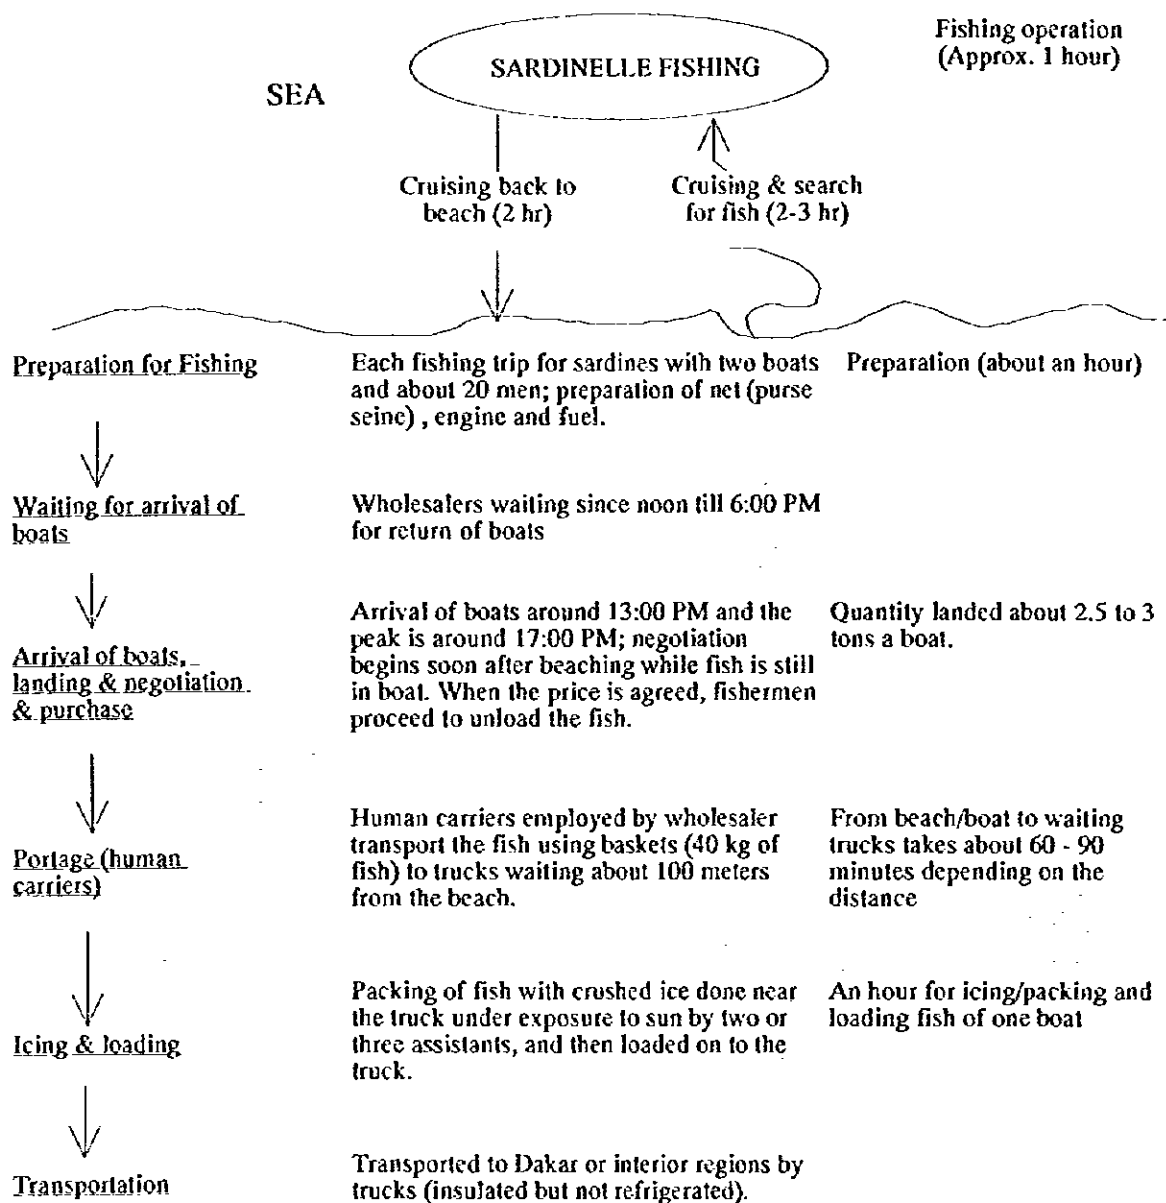 Fishing operation
(Approx. 1 hour)
SARDINELLE FISHING
SEA
Cruising back to
beach (2 hr)
Cruising & search
for fish (2-3 hr)
Preparation for Fishing
Each fishing trip for sardines with two boats
and about 20 men; preparation of net (purse
seine) , engine and fuel.
Preparation (about an hour)
Waiting for arrival of
boats
Wholesalers waiting since noon till 6:00 PM
for return of boats
Arrival of boats,
landing & negotiation
& purchase
Arrival of boats around 13:00 PM and the
peak is around 17:00 PM; negotiation
begins soon after beaching while fish is still
in boat. When the price is agreed, fishermen
proceed to unload the fish.
Quantity landed about 2.5 to 3
tons a boat.
Portage (human
carriers)
Human carriers employed by wholesaler
transport the fish using baskets (40 kg of
fish) to trucks waiting about 100 meters
from the beach.
From beach/boat to waiting
trucks takes about 60 - 90
minutes depending on the
distance
Icing & loading
Packing of fish with crushed ice done near
the truck under exposure to sun by two or
three assistants, and then loaded on to the
truck.
An hour for icing/packing and
loading fish of one boat
Transportation
Transported to Dakar or interior regions by
trucks (insulated but not refrigerated).